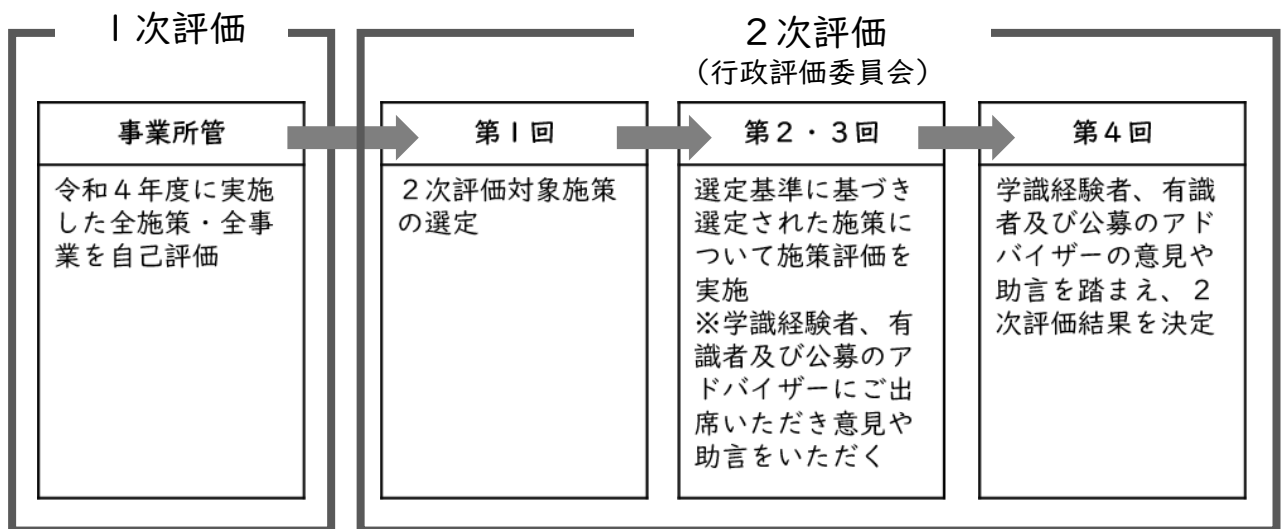 1次評価
2次評価
（行政評価委員会）
事業所管
令和４年度に実施
した全施策・全事
業を自己評価
第1回
２次評価対象施策
の選定
第２・３回
選定基準に基づき
選定された施策に
ついて施策評価を
実施
※学識経験者、有
識者及び公募のア
ドバイザーにご出
席いただき意見や
助言をいただく
第４回
学識経験者、有識
者及び公募のアド
バイザーの意見や
助言を踏まえ、２
次評価結果を決定